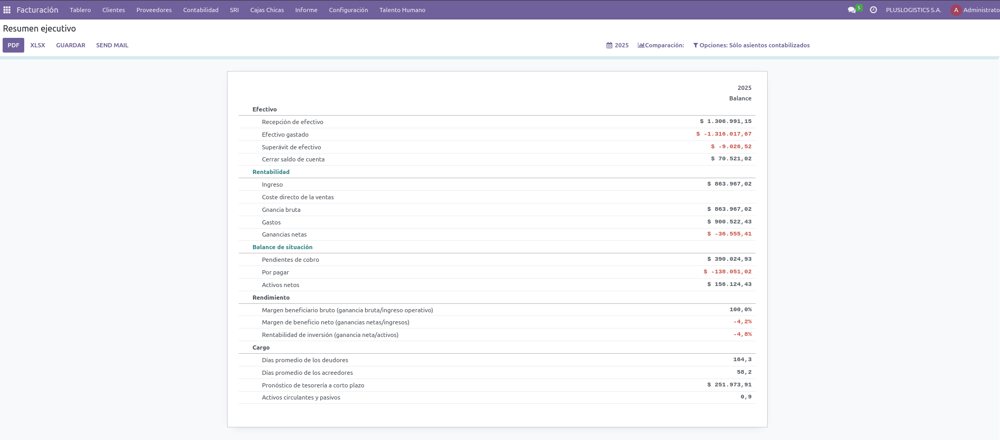 Facturación Tablero Clientes Proveedores Contabilidad SRI Cajas Chicas Informe Configuración Talento Humano 5 PLUSLOGISTICS S.A. A Administrato
Resumen ejecutivo
PDF XLSX GUARDAR SEND MAIL 2025 Comparación: Opciones: Sólo asientos contabilizados
2025
Balance
Efectivo
Recepción de efectivo $ 1.306.991,15
Efectivo gastado $ -1.316.017,67
Superávit de efectivo $ -9.026,52
Cerrar saldo de cuenta $ 70.521,02
Rentabilidad
Ingreso $ 863.967,02
Coste directo de la ventas
Gnancia bruta $ 863.967,02
Gastos $ 900.522,43
Ganancias netas $ -36.555,41
Balance de situación
Pendientes de cobro $ 390.024,93
Por pagar $ -138.051,02
Activos netos $ 156.124,43
Rendimiento
Margen beneficiario bruto (ganancia bruta/ingreso operativo) 100,0%
Margen de beneficio neto (ganancias netas/ingresos) -4,2%
Rentabilidad de inversión (ganancia neta/activos) -4,8%
Cargo
Días promedio de los deudores 164,3
Días promedio de los acreedores 58,2
Pronóstico de tesorería a corto plazo $ 251.973,91
Activos circulantes y pasivos 0,9